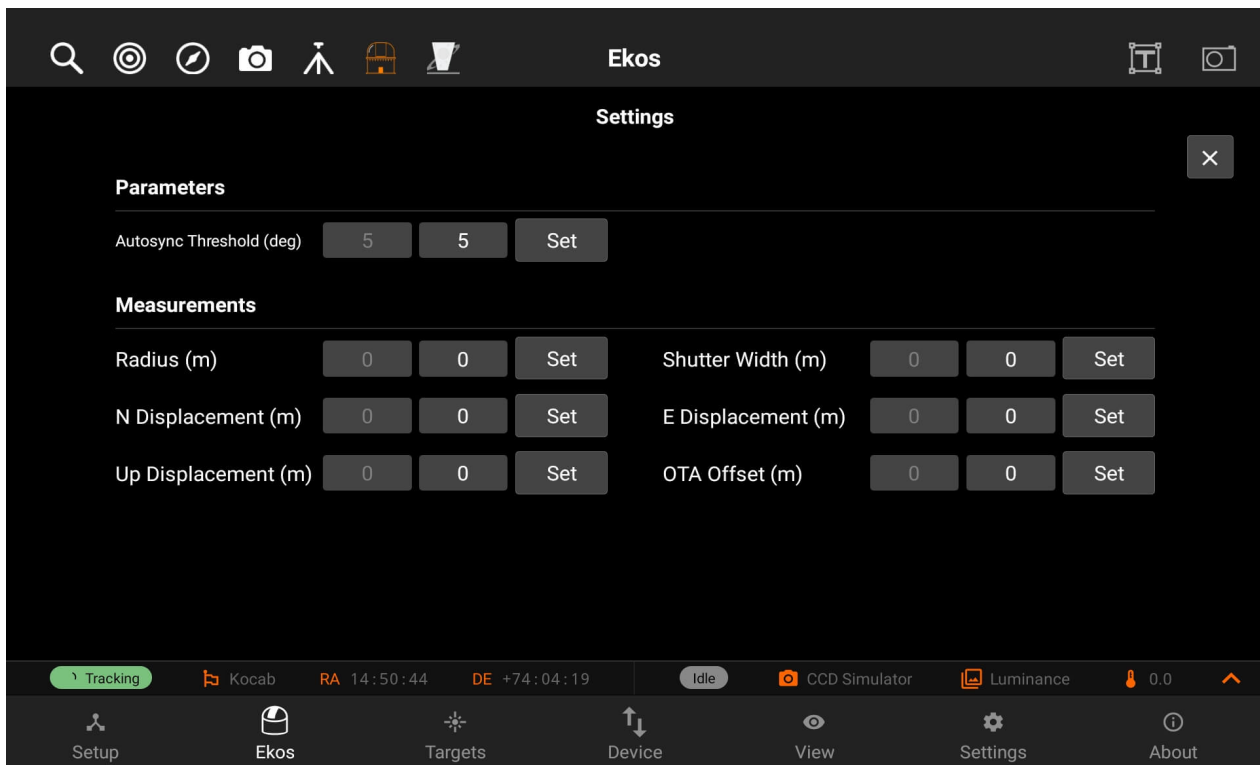 Ekos
Settings
Parameters
Autosync Threshold (deg) 5 5 Set
Measurements
Radius (m) 0 0 Set Shutter Width (m) 0 0 Set
N Displacement (m) 0 0 Set E Displacement (m) 0 0 Set
Up Displacement (m) 0 0 Set OTA Offset (m) 0 0 Set
Tracking Kocab RA 14:50:44 DE +74:04:19 Idle CCD Simulator Luminance 0.0
Setup Ekos Targets Device View Settings About